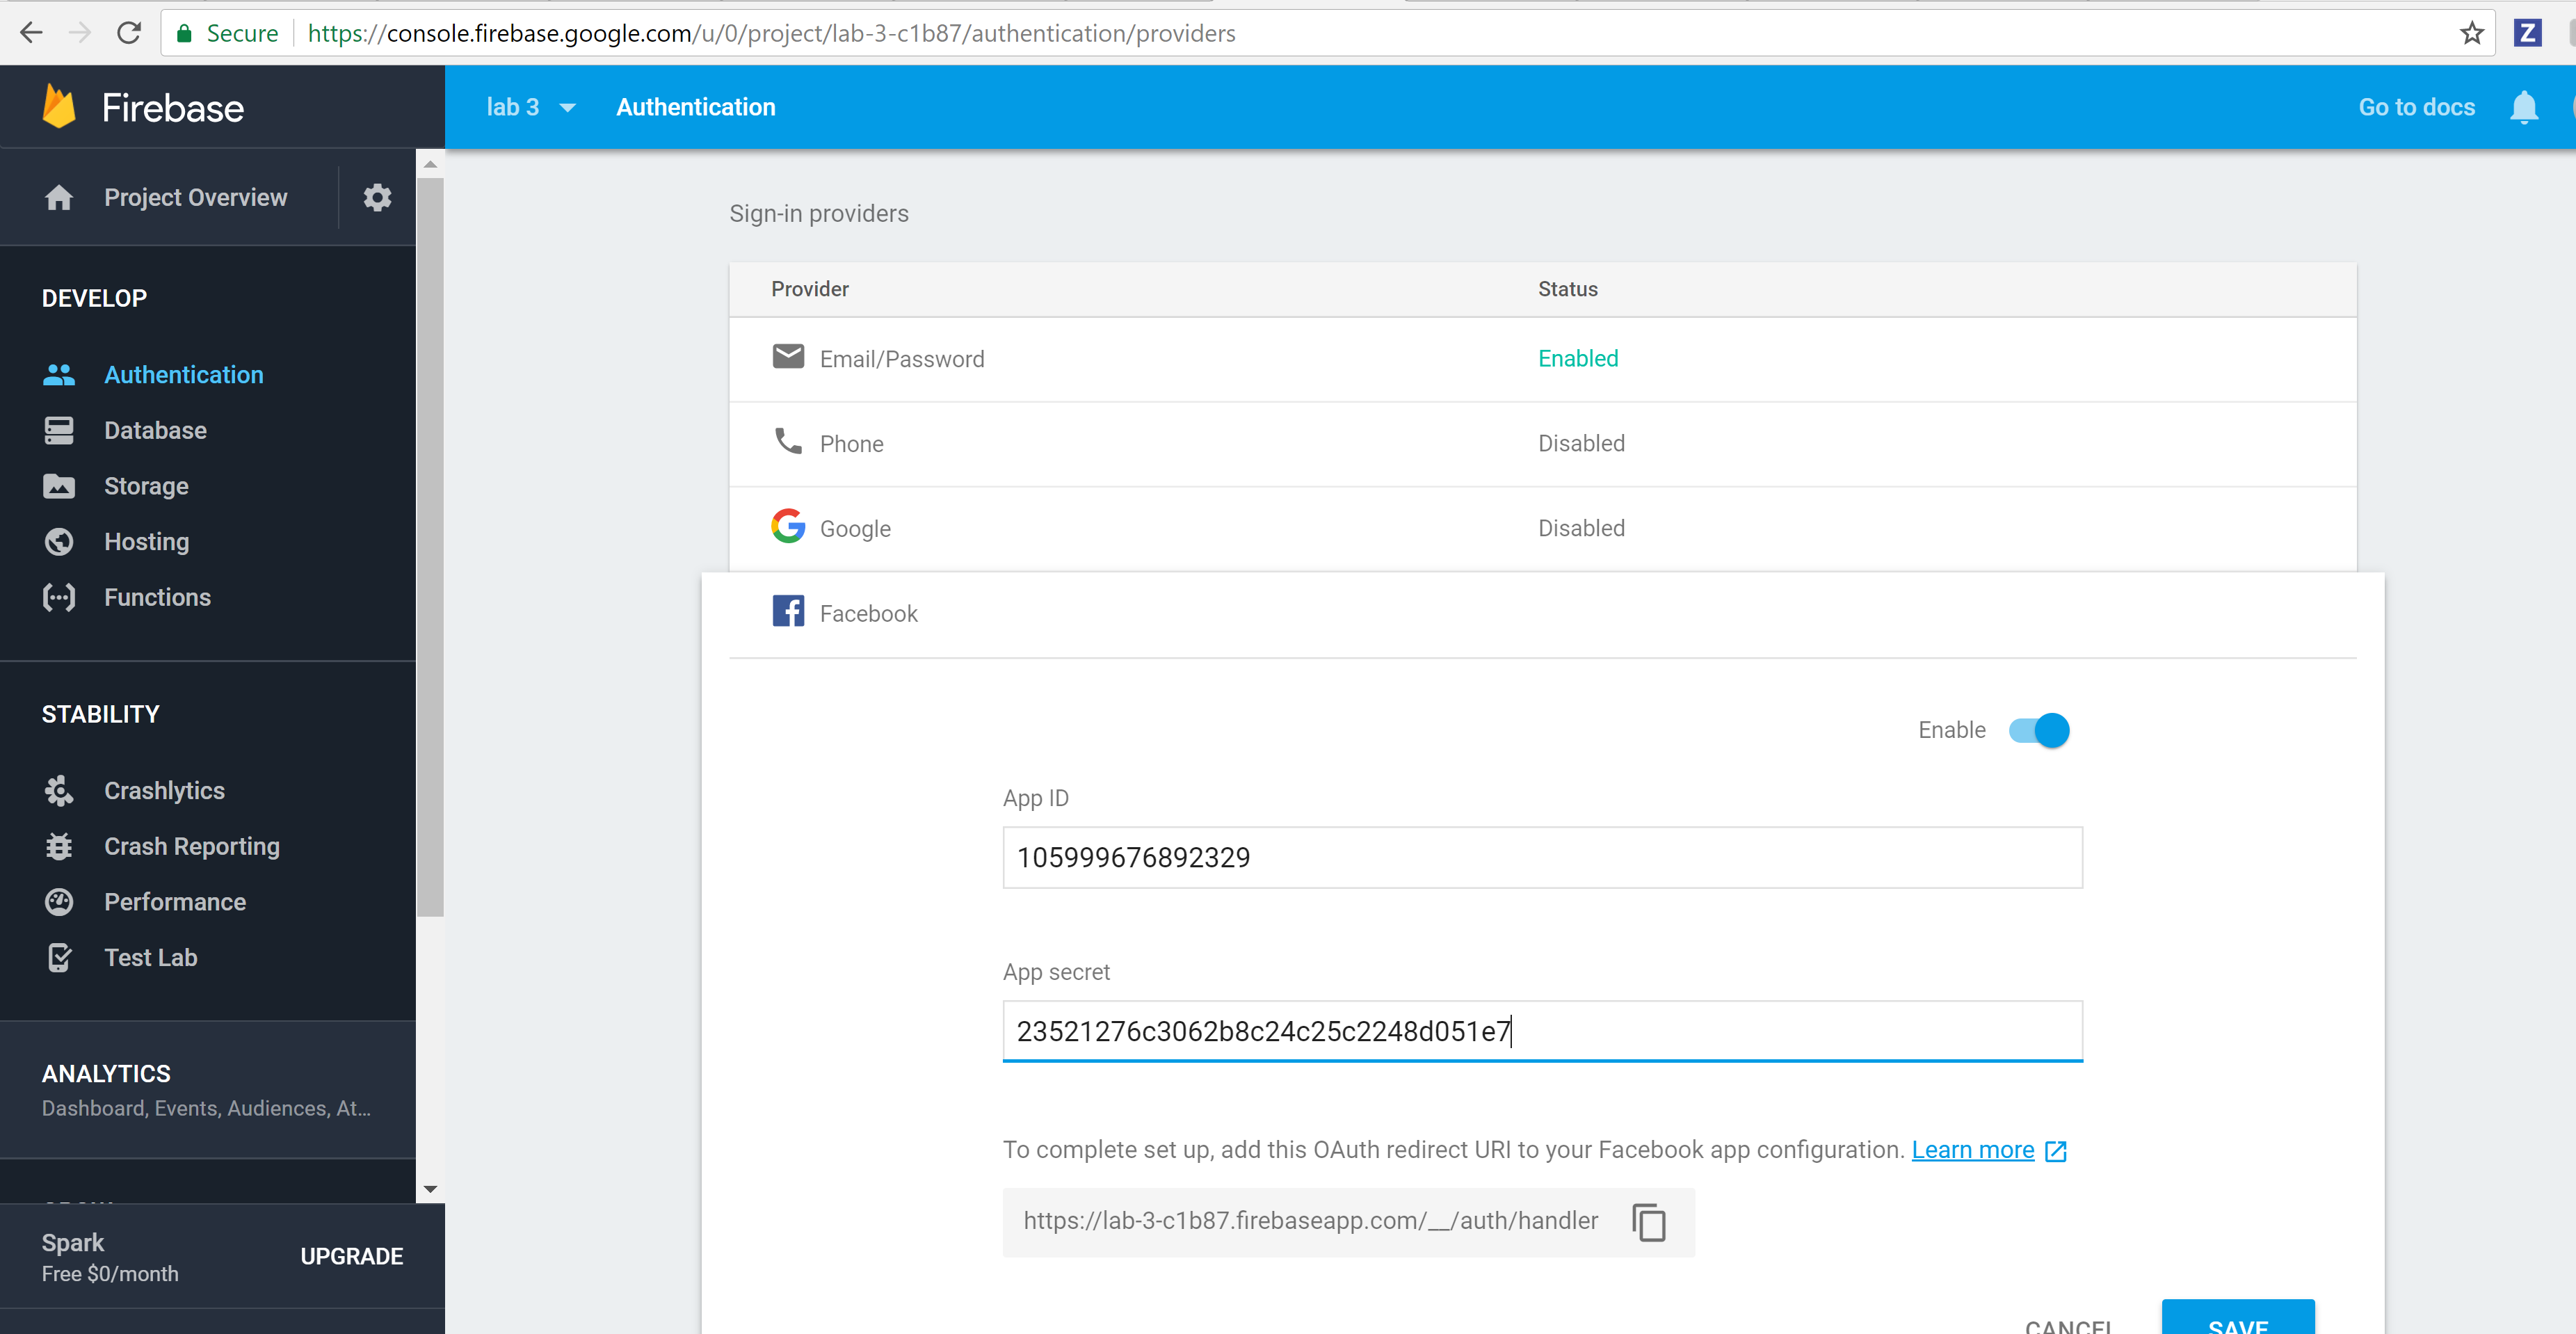 Secure https://console.firebase.google.com/u/0/project/lab-3-c1b87/authentication/providers
Z
Firebase
lab 3 Authentication Go to docs
Project Overview
DEVELOP
Authentication
Database
Storage
Hosting
Functions
STABILITY
Crashlytics
Crash Reporting
Performance
Test Lab
ANALYTICS
Dashboard, Events, Audiences, At...
Spark
Free $0/month
UPGRADE
Sign-in providers
Provider Status
Email/Password Enabled
Phone Disabled
Google Disabled
Facebook
Enable
App ID
105999676892329
App secret
23521276c3062b8c24c25c2248d051e7
To complete set up, add this OAuth redirect URI to your Facebook app configuration. Learn more
https://lab-3-c1b87.firebaseapp.com/__/auth/handler
CANCEL SAVE